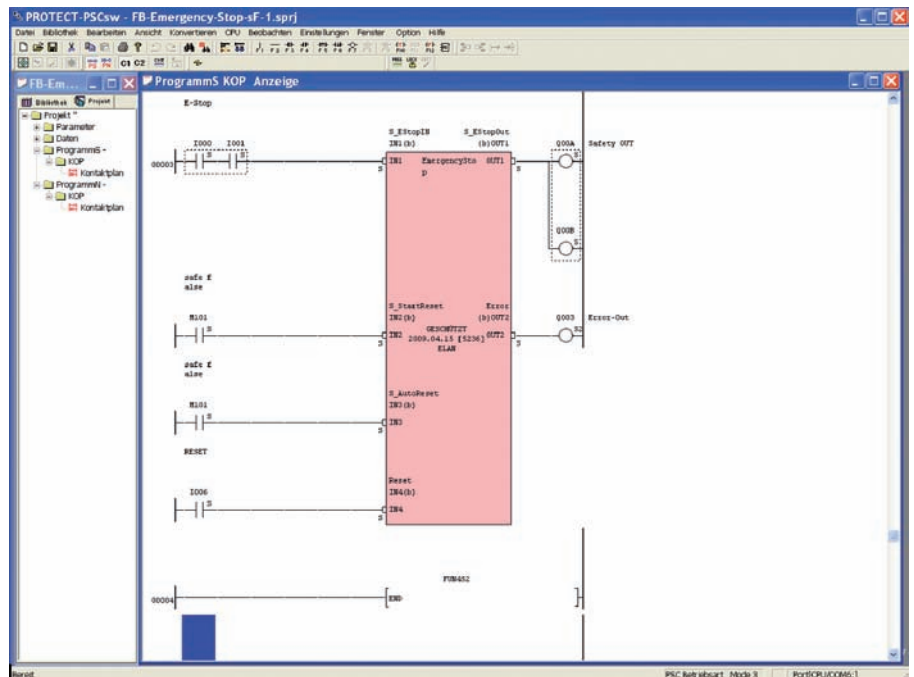 PROTECT-PSCsw - FB-Emergency-Stop-sF-1.sprj
Datei Bibliothek Bearbeiten Ansicht Konvertieren CPU Beobachten Einstellungen Fenster Option Hilfe
C1 C2
FB-Em...
ProgrammS KOP Anzeige
Bibliothek Projekt
Projekt *
Parameter
Daten
ProgrammS -
KOP
Kontaktplan
ProgrammN -
KOP
Kontaktplan
E-Stop
S_EStopIN S_EStopOut
I000 I001 IN1(b) (b)OUT1 Q00A Safety OUT
00003 S S S IN1 EmergencySto OUT1 S S
p
Q00B
S
safe f
alse
S_StartReset Error
M101 IN2(b) (b)OUT2 Q003 Error-Out
S S IN2 GESCHÜTZT OUT2 S S2
2009.04.15 [5236]
ELAN
safe f
alse
S_AutoReset
M101 IN3(b)
S S IN3
RESET
Reset
I006 IN4(b)
S S IN4
FUN452
00004 END
Bereit PSC Betriebsart Mode 3 Port(CPU)COM6:1